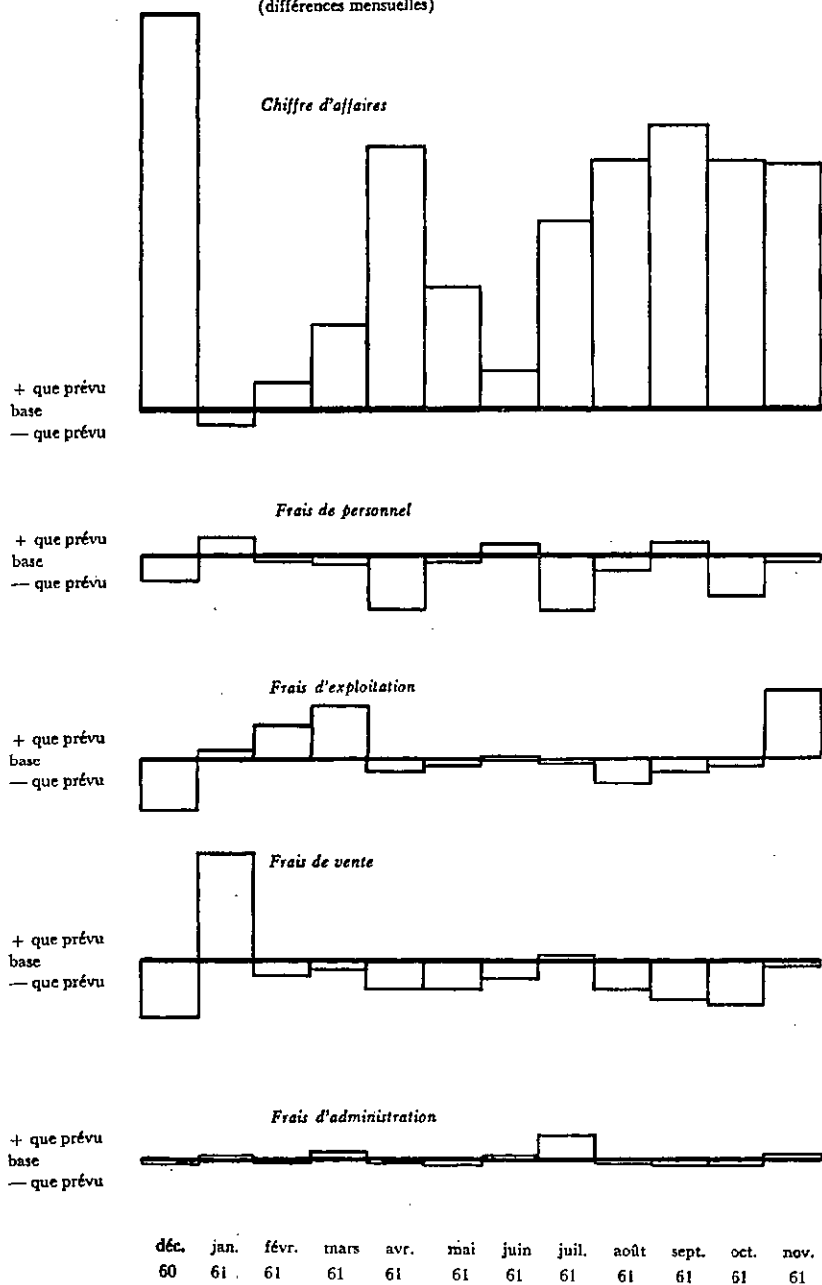 (différences mensuelles)
Chiffre d'affaires
+ que prévu
base
— que prévu
Frais de personnel
+ que prévu
base
— que prévu
Frais d'exploitation
+ que prévu
base
— que prévu
Frais de vente
+ que prévu
base
— que prévu
Frais d'administration
+ que prévu
base
— que prévu
déc. jan. févr. mars avr. mai juin juil. août sept. oct. nov.
60 61 61 61 61 61 61 61 61 61 61 61